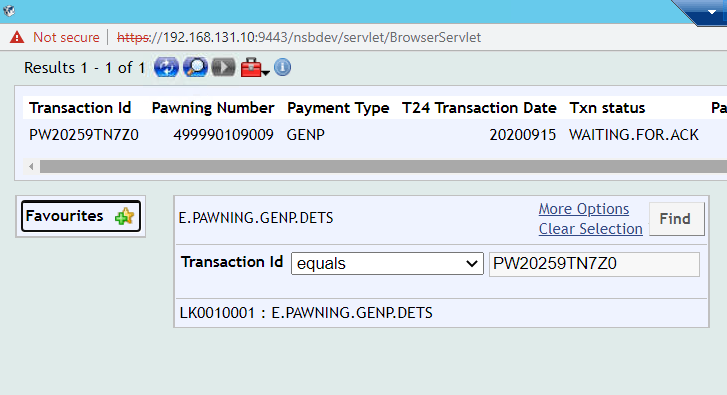 Not secure https://192.168.131.10:9443/nsbdev/servlet/BrowserServlet
Results 1 - 1 of 1
Transaction Id Pawning Number Payment Type T24 Transaction Date Txn status Pa
PW20259TN7Z0 499990109009 GENP 20200915 WAITING.FOR.ACK
Favourites
E.PAWNING.GENP.DETS
More Options
Clear Selection
Find
Transaction Id equals PW20259TN7Z0
LK0010001 : E.PAWNING.GENP.DETS